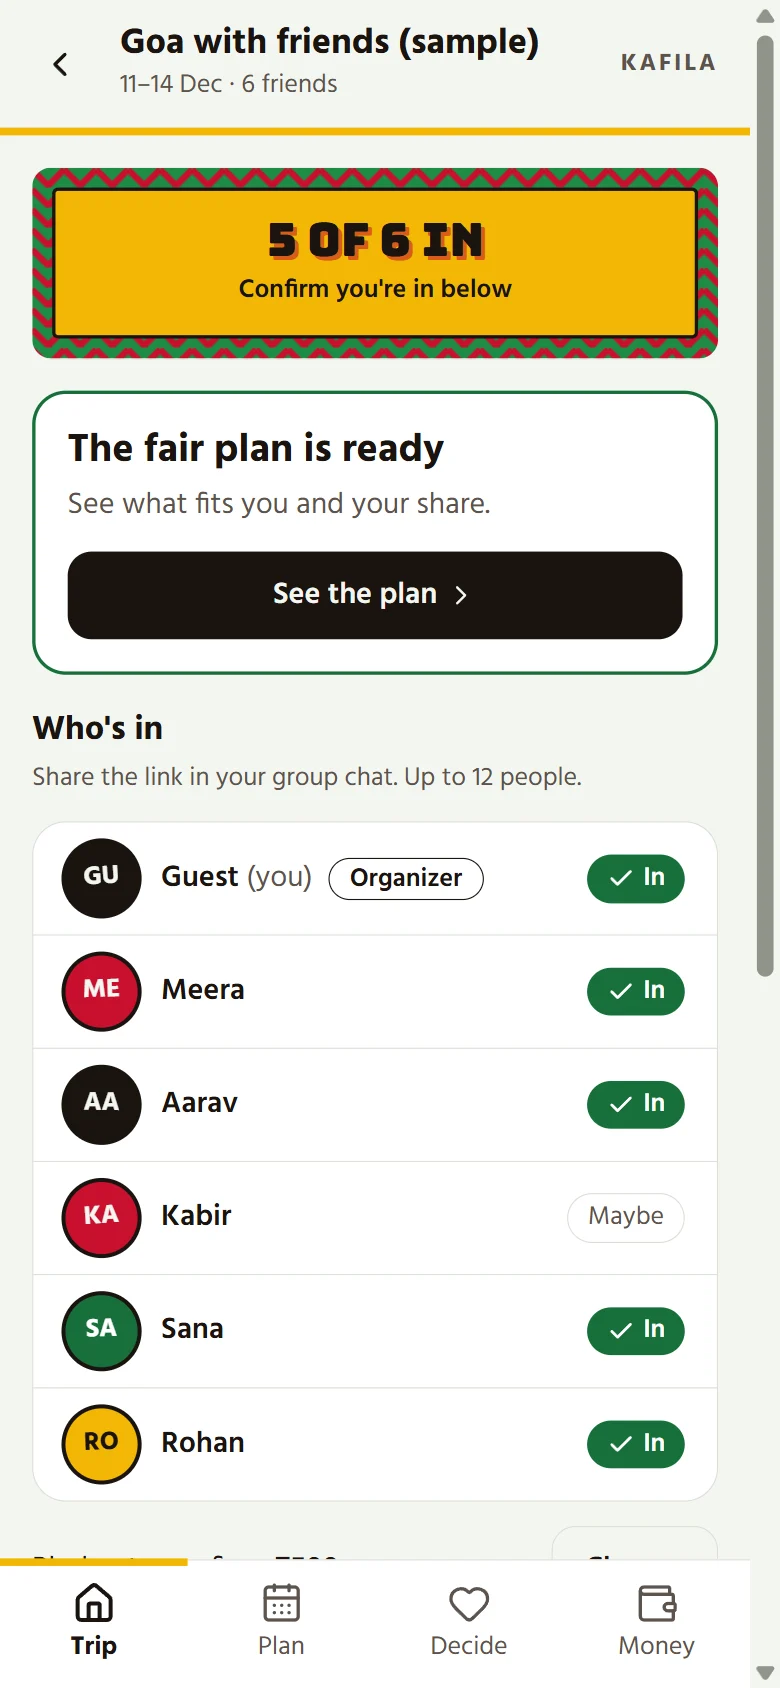 Goa with friends (sample)
11–14 Dec · 6 friends
KAFILA
5 OF 6 IN
Confirm you're in below
The fair plan is ready
See what fits you and your share.
See the plan
Who's in
Share the link in your group chat. Up to 12 people.
GU Guest (you) Organizer In
ME Meera In
AA Aarav In
KA Kabir Maybe
SA Sana In
RO Rohan In
Trip Plan Decide Money